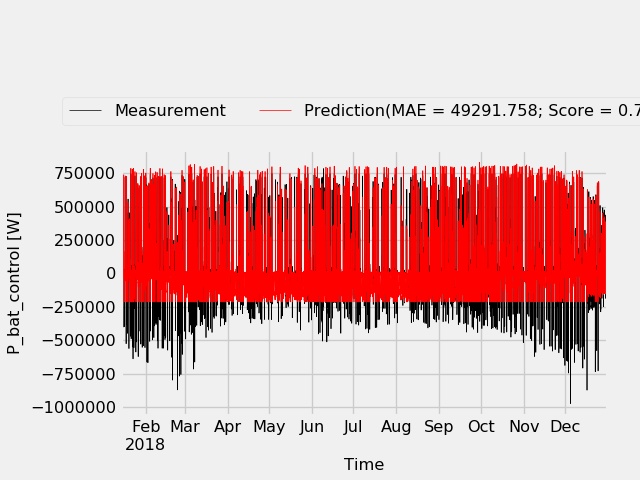 Measurement
Prediction(MAE = 49291.758; Score = 0.7
750000
500000
250000
0
−250000
−500000
−750000
−1000000
P_bat_control [W]
Feb Mar Apr May Jun Jul Aug Sep Oct Nov Dec
2018
Time